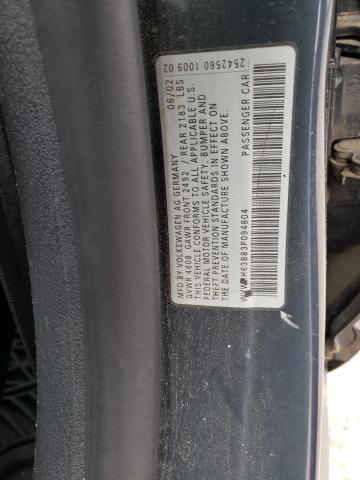 2542560 1009 02
MFD BY VOLKSWAGEN AG GERMANY 06/02
GVWR 4608 GAWR FRONT 2492 / REAR 2183 LBS
THIS CAR CONFORMS TO ALL APPLICABLE U.S.
FEDERAL MOTOR VEHICLE SAFETY, BUMPER AND
THEFT PREVENTION STANDARDS IN EFFECT ON
THE DATE OF MANUFACTURE SHOWN ABOVE.
H63B83P094804 PASSENGER CAR